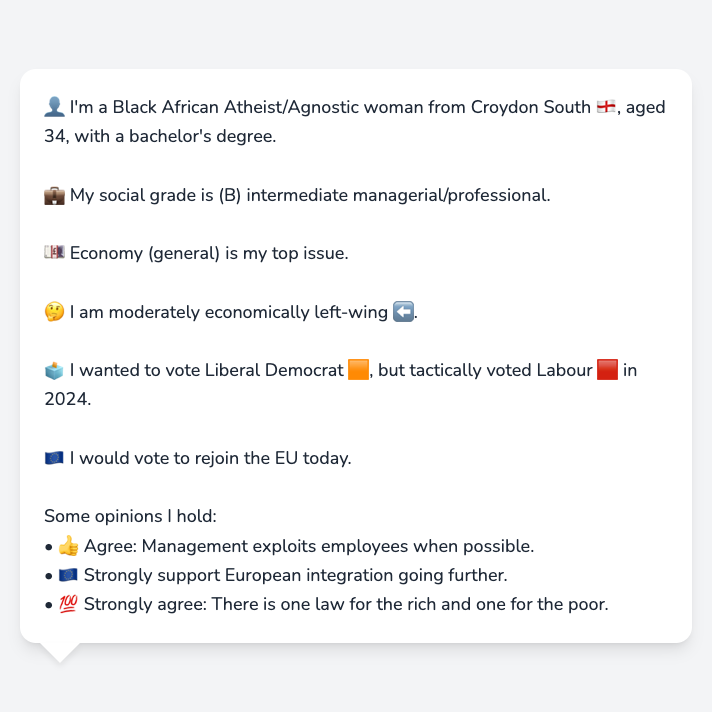 👤 I'm a Black African Atheist/Agnostic woman from Croydon South 🏴󠁧󠁢󠁥󠁮󠁧󠁿, aged
34, with a bachelor's degree.
💼 My social grade is (B) intermediate managerial/professional.
💷 Economy (general) is my top issue.
🤔 I am moderately economically left-wing ⬅️.
🗳️ I wanted to vote Liberal Democrat 🟧, but tactically voted Labour 🟥 in
2024.
🇪🇺 I would vote to rejoin the EU today.
Some opinions I hold:
• 👍 Agree: Management exploits employees when possible.
• 🇪🇺 Strongly support European integration going further.
• 💯 Strongly agree: There is one law for the rich and one for the poor.